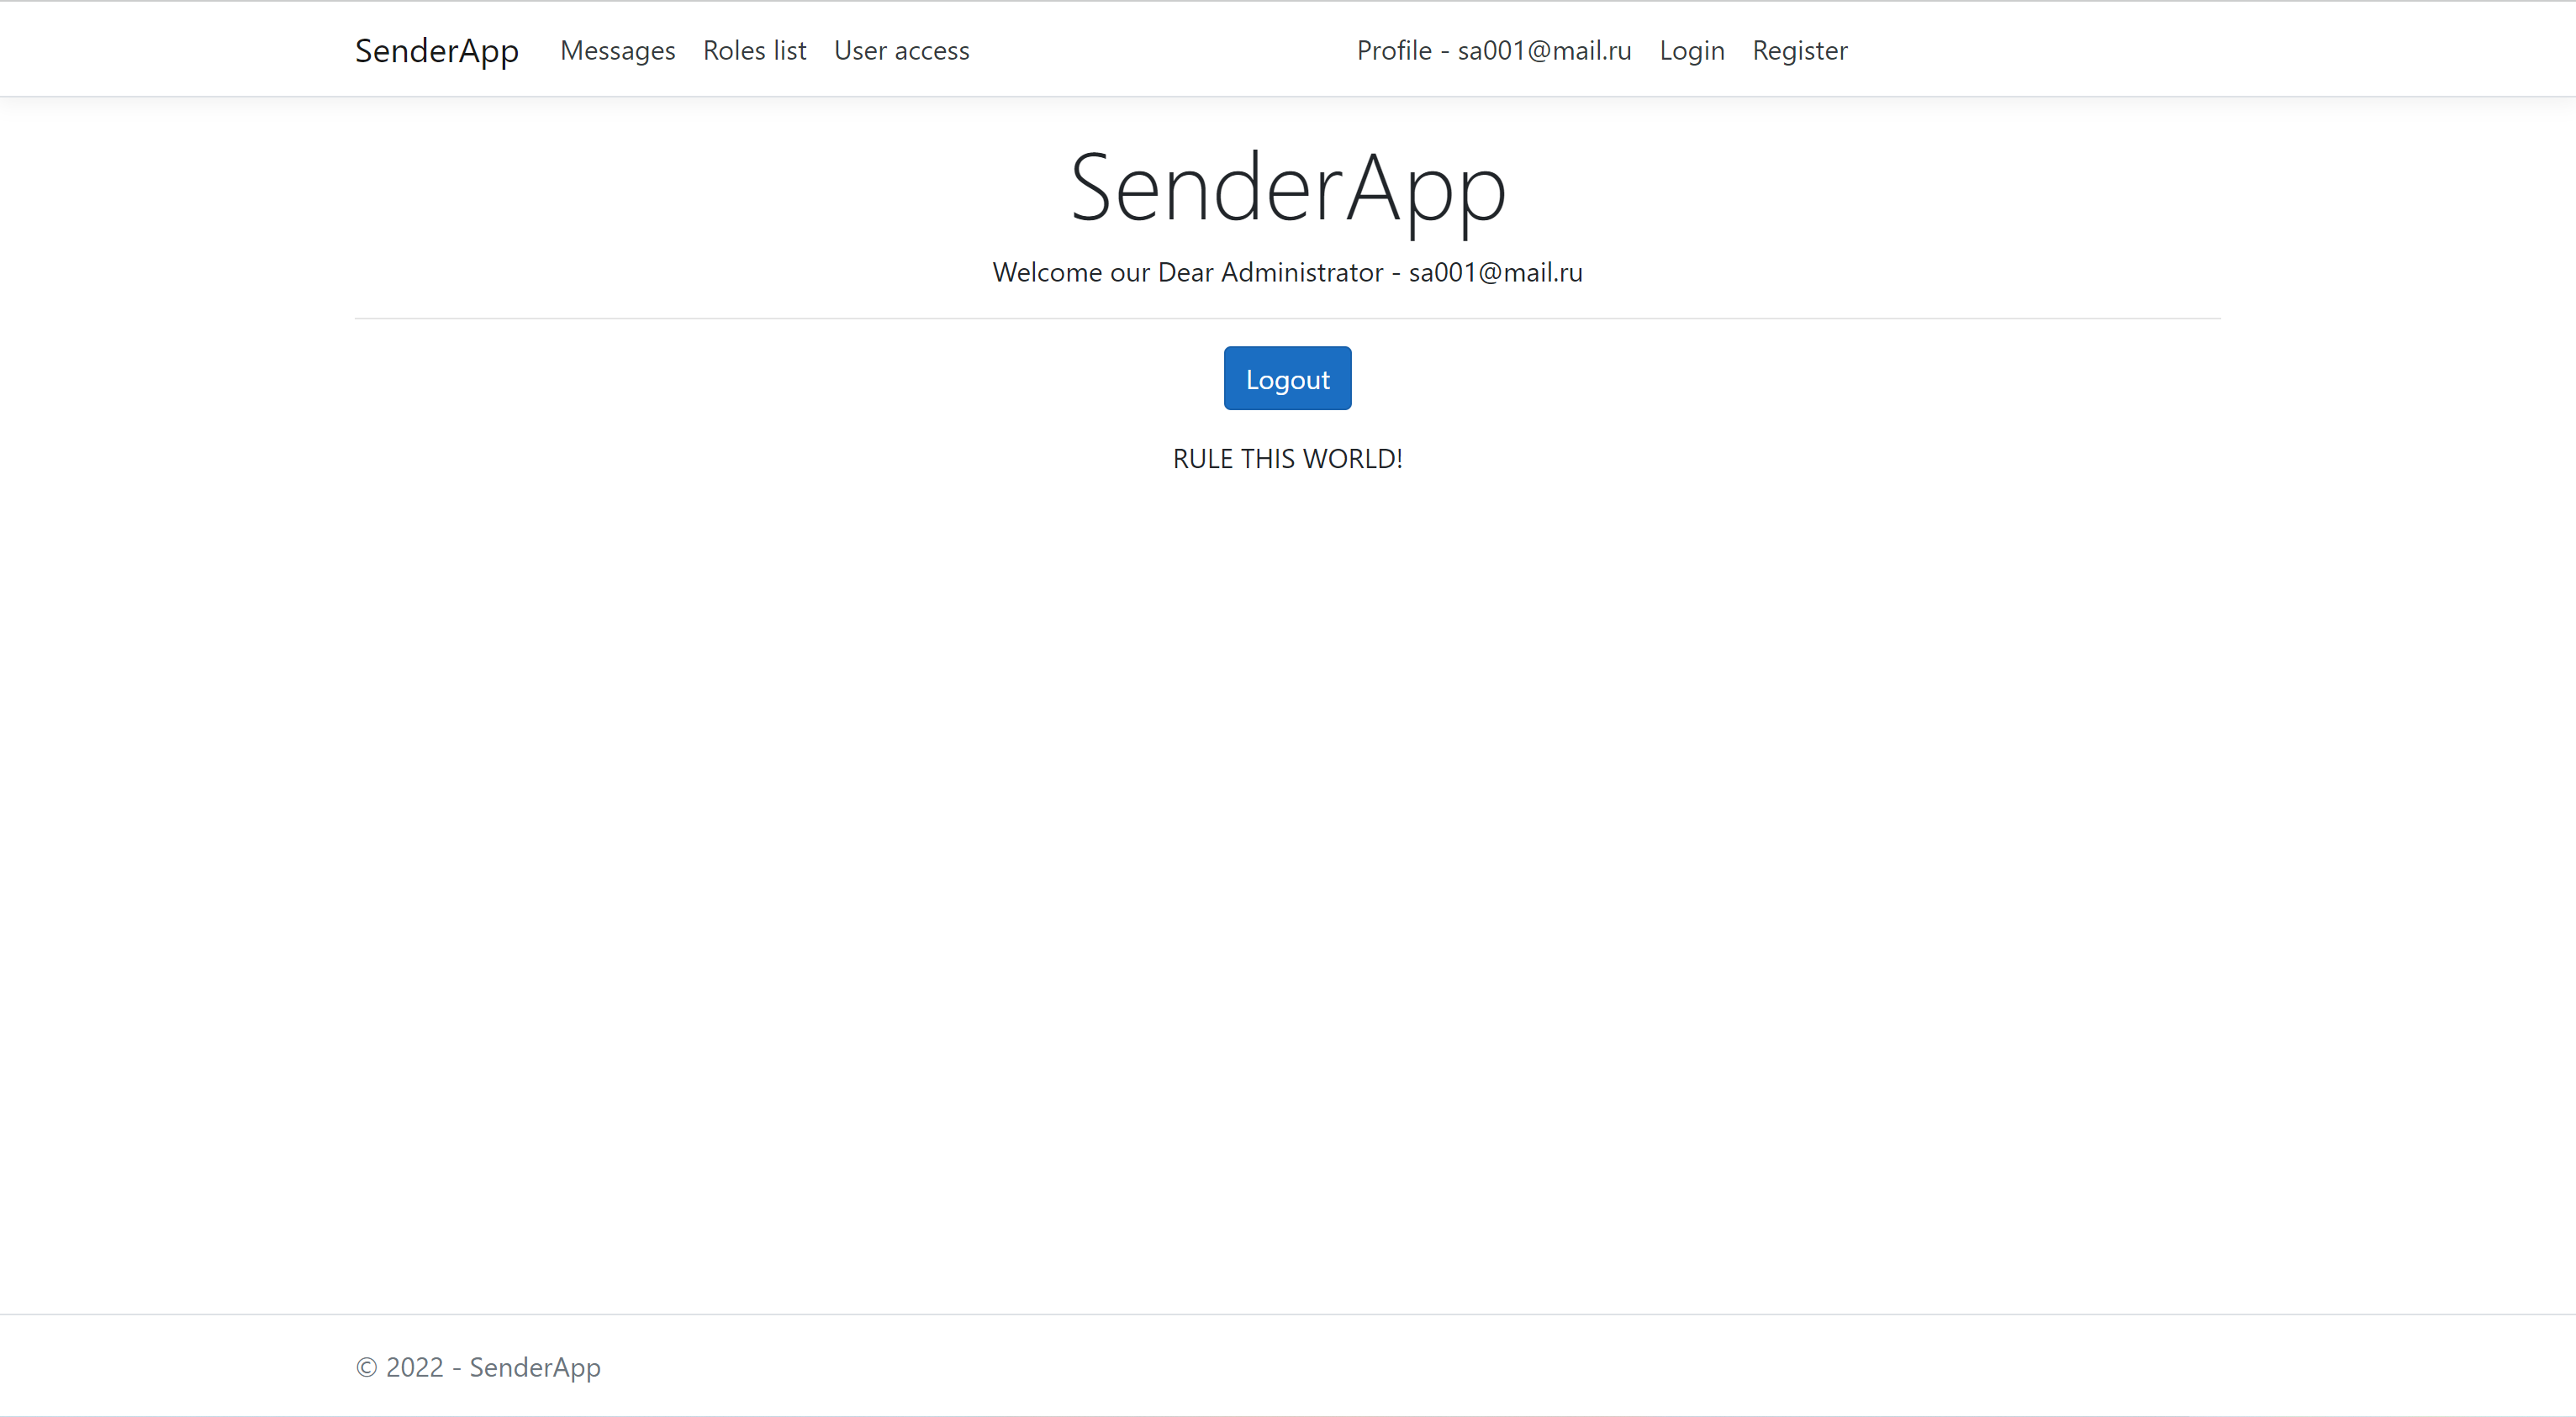 SenderApp Messages Roles list User access Profile - sa001@mail.ru Login Register
SenderApp
Welcome our Dear Administrator - sa001@mail.ru
Logout
RULE THIS WORLD!
© 2022 - SenderApp